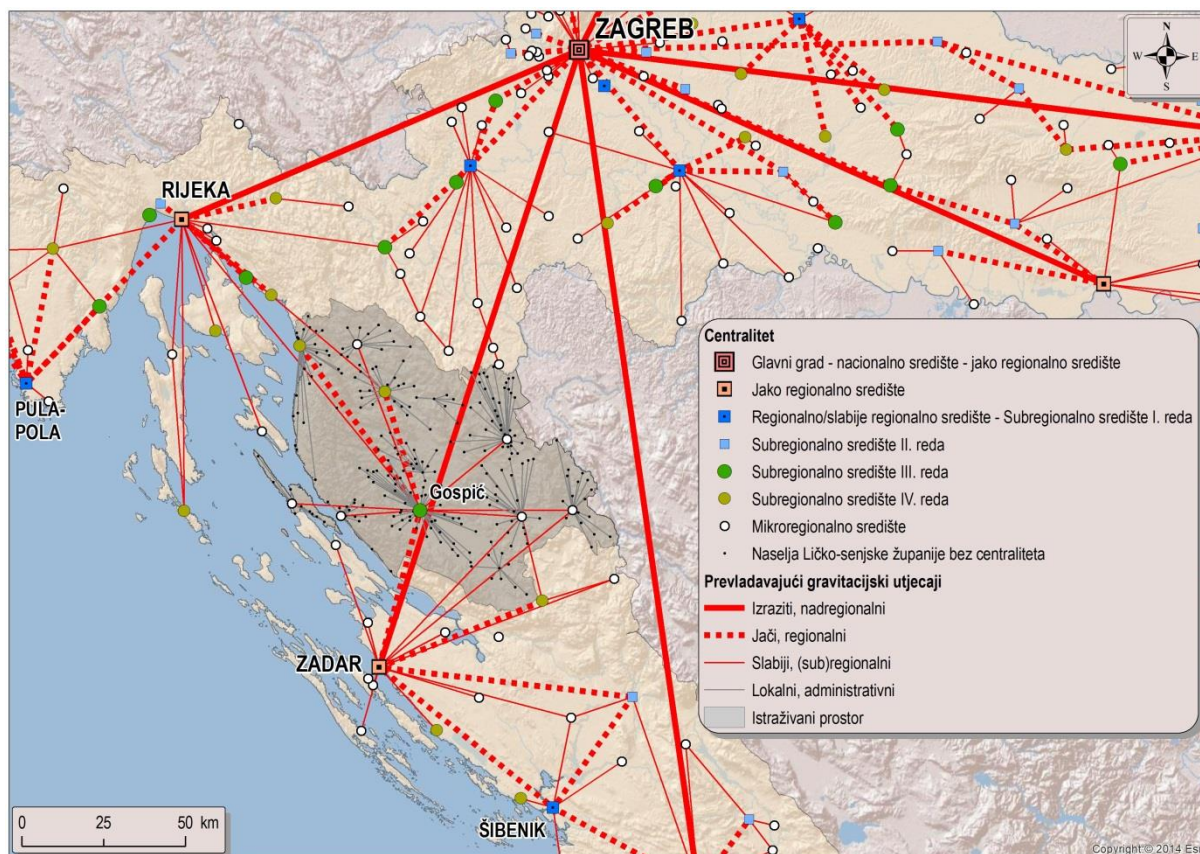 ZAGREB
N
W E
S
RIJEKA
PULA-
POLA
Gospić
ZADAR
ŠIBENIK
Centralitet
Glavni grad - nacionalno središte - jako regionalno središte
Jako regionalno središte
Regionalno/slabije regionalno središte - Subregionalno središte I. reda
Subregionalno središte II. reda
Subregionalno središte III. reda
Subregionalno središte IV. reda
Mikroregionalno središte
Naselja Ličko-senjske županije bez centraliteta
Prevladavajući gravitacijski utjecaji
Izraziti, nadregionalni
Jači, regionalni
Slabiji, (sub)regionalni
Lokalni, administrativni
Istraživani prostor
0 25 50 km
Copyright:© 2014 Es